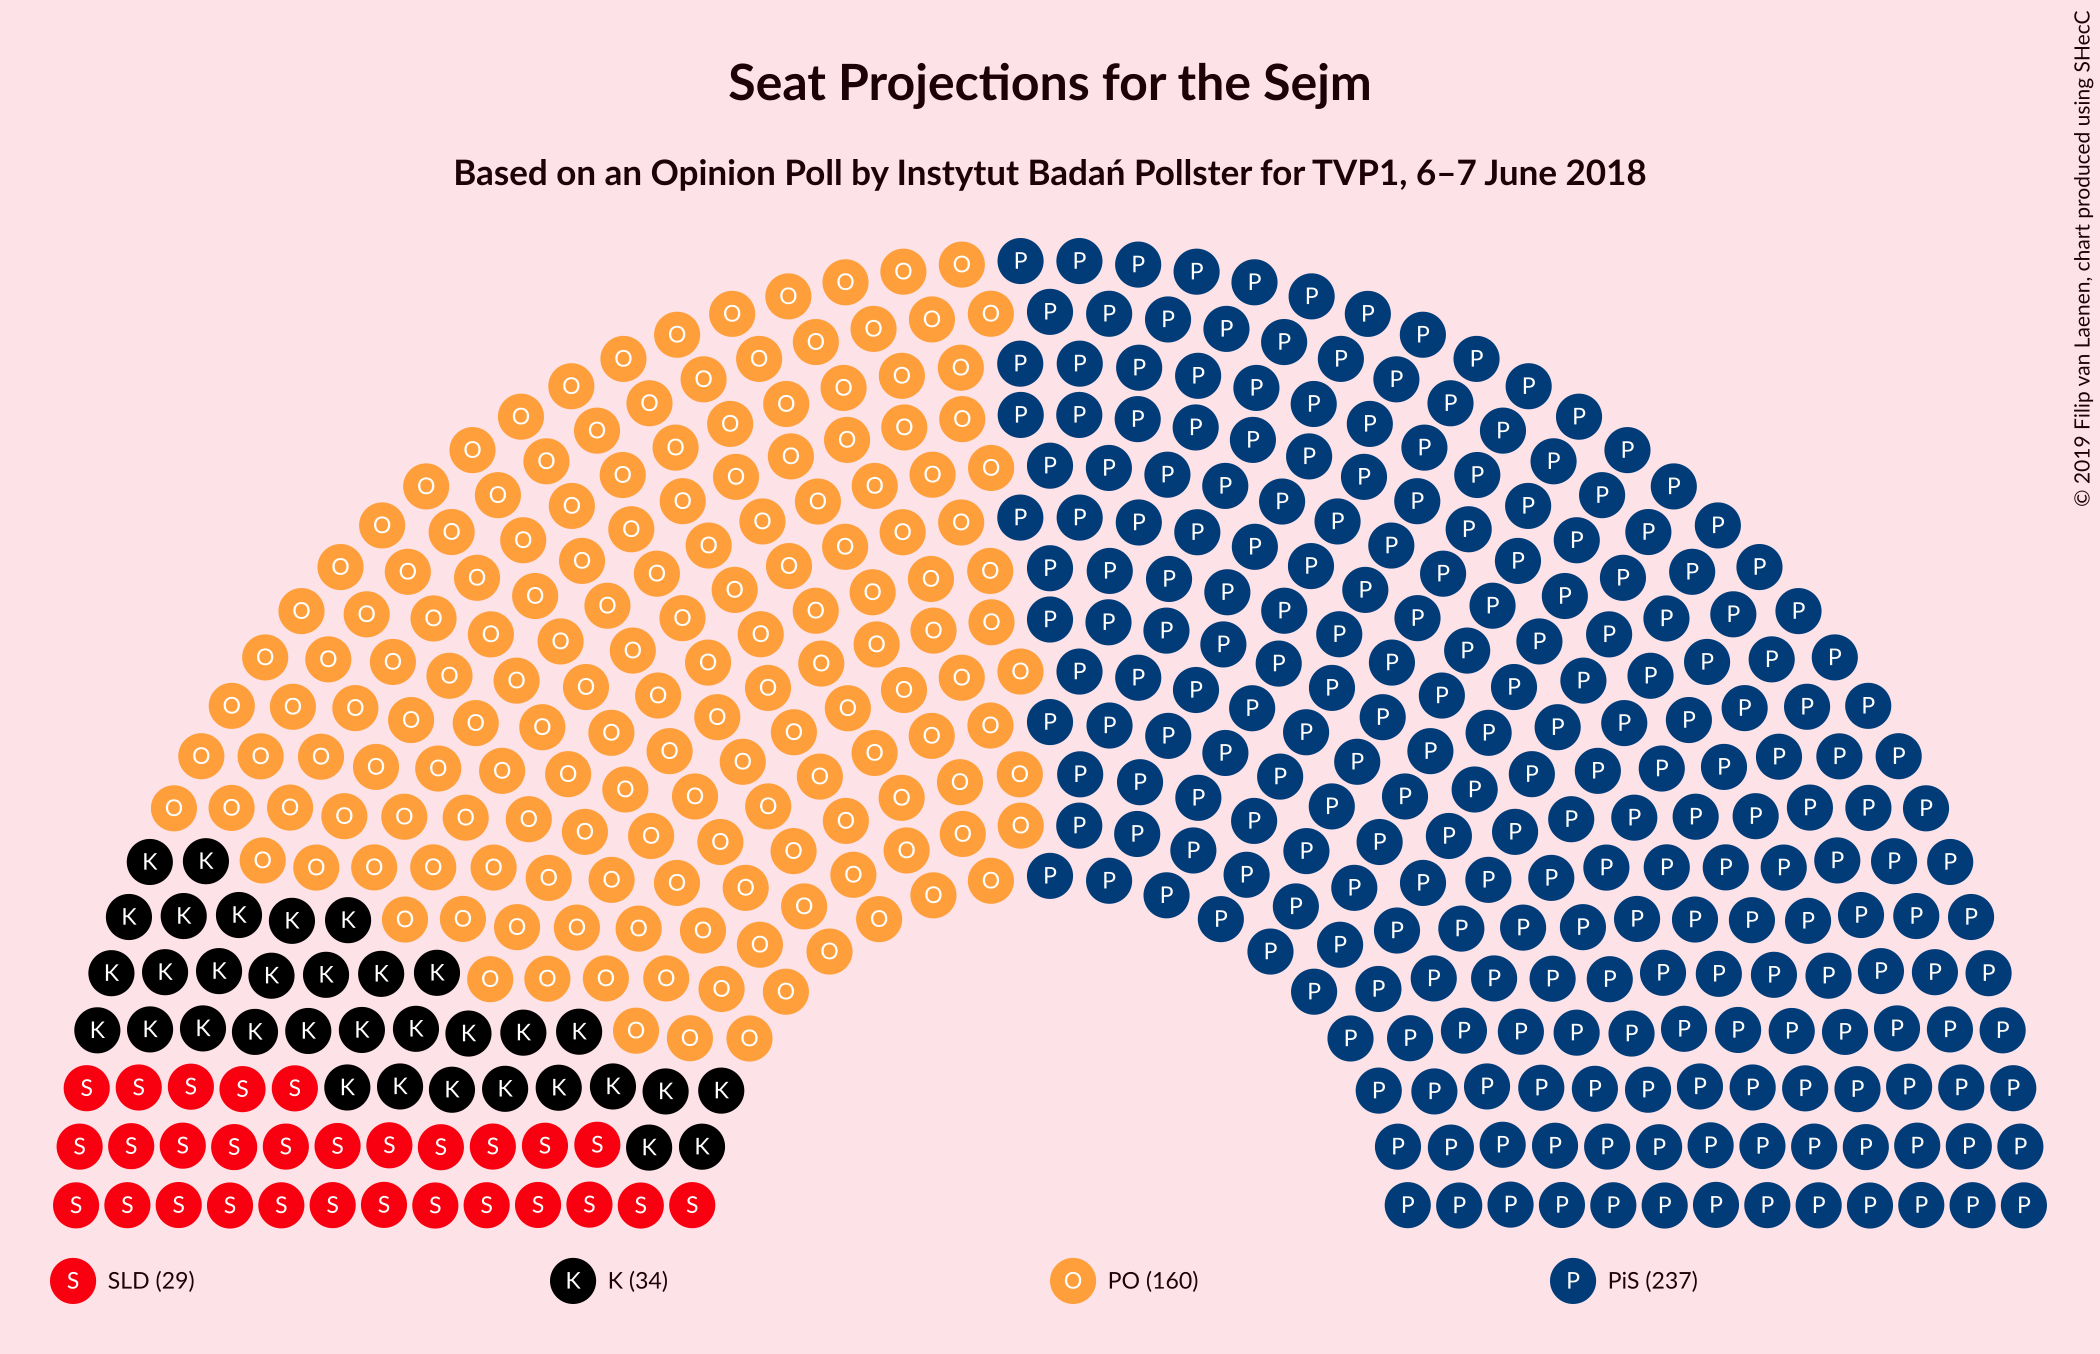 Seat Projections for the Sejm
Based on an Opinion Poll by Instytut Badań Pollster for TVP1, 6–7 June 2018
© 2019 Filip van Laenen, chart produced using SHecC
S SLD (29)
K K (34)
O PO (160)
P PiS (237)